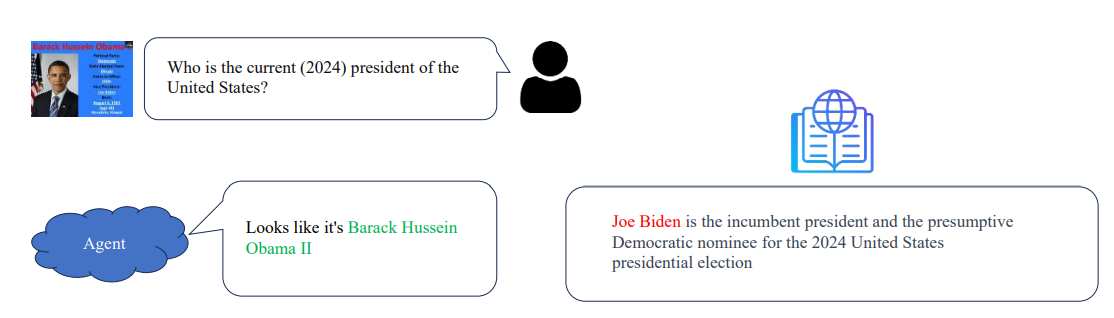 Barack Hussein Obama
Who is the current (2024) president of the
United States?
Agent
Looks like it's Barack Hussein
Obama II
Joe Biden is the incumbent president and the presumptive
Democratic nominee for the 2024 United States
presidential election